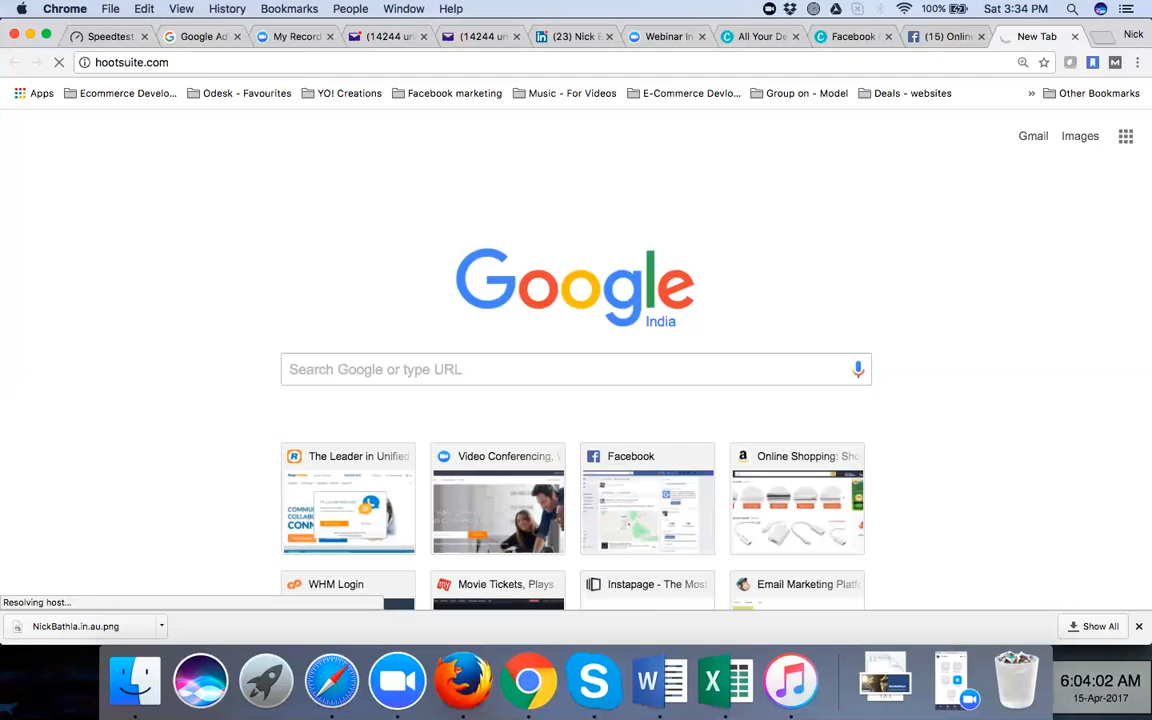 Chrome File Edit View History Bookmarks People Window Help 100% Sat 3:34 PM
Speedtest Google Ad My Record (14244 un (14244 un (23) Nick E Webinar In All Your De Facebook (15) Online New Tab Nick
hootsuite.com
Apps Ecommerce Develo... Odesk - Favourites YO! Creations Facebook marketing Music - For Videos E-Commerce Devlo... Group on - Model Deals - websites » Other Bookmarks
Gmail Images
Google
India
Search Google or type URL
The Leader in Unified Video Conferencing, Facebook Online Shopping: Sho
WHM Login Movie Tickets, Plays, Instapage - The Most Email Marketing Platf
Resolving host...
NickBathla.in.au.png Show All
6:04:02 AM
15-Apr-2017